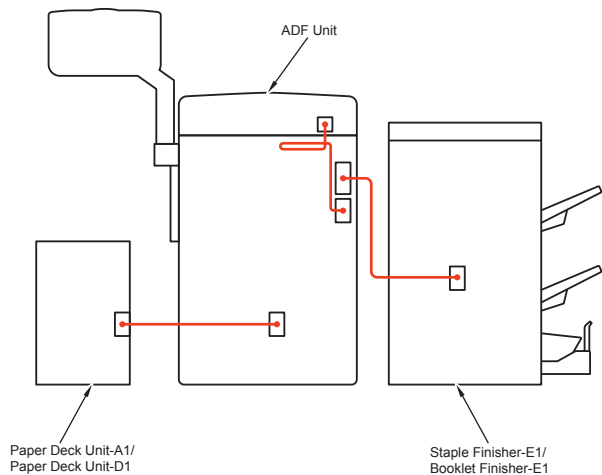 ADF Unit
Paper Deck Unit-A1/
Paper Deck Unit-D1
Staple Finisher-E1/
Booklet Finisher-E1